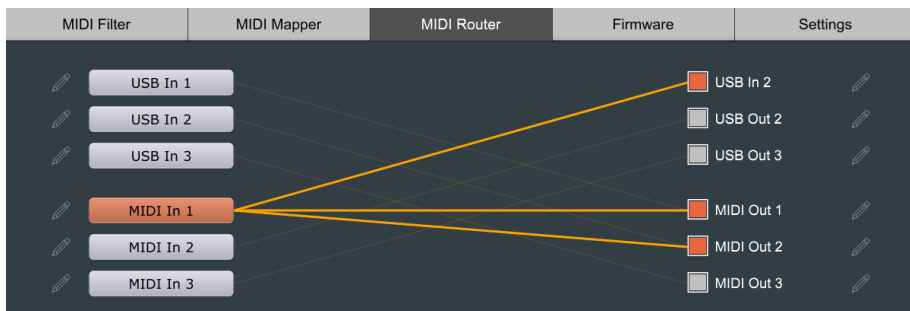 MIDI Filter MIDI Mapper MIDI Router Firmware Settings
USB In 1 USB In 2
USB In 2 USB Out 2
USB In 3 USB Out 3
MIDI In 1 MIDI Out 1
MIDI In 2 MIDI Out 2
MIDI In 3 MIDI Out 3